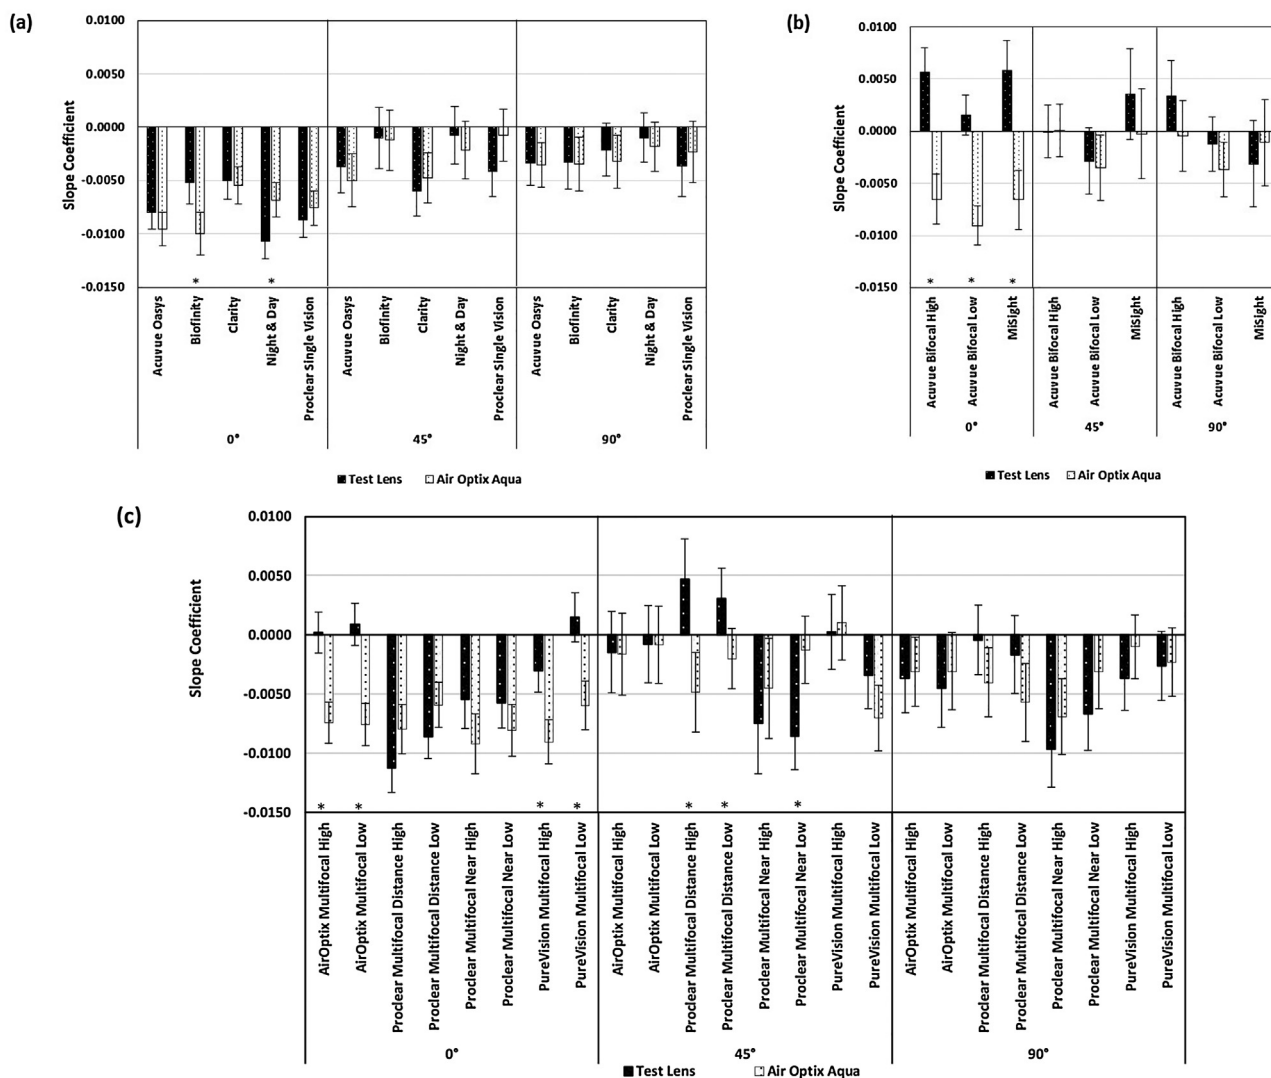 (a)
Slope Coefficient
0.0100
0.0050
0.0000
-0.0050
-0.0100
-0.0150
* *
Acuvue Oasys
Biofinity
Clarity
Night & Day
Proclear Single Vision
Acuvue Oasys
Biofinity
Clarity
Night & Day
Proclear Single Vision
Acuvue Oasys
Biofinity
Clarity
Night & Day
Proclear Single Vision
0° 45° 90°
Test Lens Air Optix Aqua
(b)
Slope Coefficient
0.0100
0.0050
0.0000
-0.0050
-0.0100
-0.0150
* * *
Acuvue Bifocal High
Acuvue Bifocal Low
MiSight
Acuvue Bifocal High
Acuvue Bifocal Low
MiSight
Acuvue Bifocal High
Acuvue Bifocal Low
MiSight
0° 45° 90°
Test Lens Air Optix Aqua
(c)
Slope Coefficient
0.0100
0.0050
0.0000
-0.0050
-0.0100
-0.0150
* * * * * * *
AirOptix Multifocal High
AirOptix Multifocal Low
Proclear Multifocal Distance High
Proclear Multifocal Distance Low
Proclear Multifocal Near High
Proclear Multifocal Near Low
PureVision Multifocal High
PureVision Multifocal Low
AirOptix Multifocal High
AirOptix Multifocal Low
Proclear Multifocal Distance High
Proclear Multifocal Distance Low
Proclear Multifocal Near High
Proclear Multifocal Near Low
PureVision Multifocal High
PureVision Multifocal Low
AirOptix Multifocal High
AirOptix Multifocal Low
Proclear Multifocal Distance High
Proclear Multifocal Distance Low
Proclear Multifocal Near High
Proclear Multifocal Near Low
PureVision Multifocal High
PureVision Multifocal Low
0° 45° 90°
Test Lens Air Optix Aqua